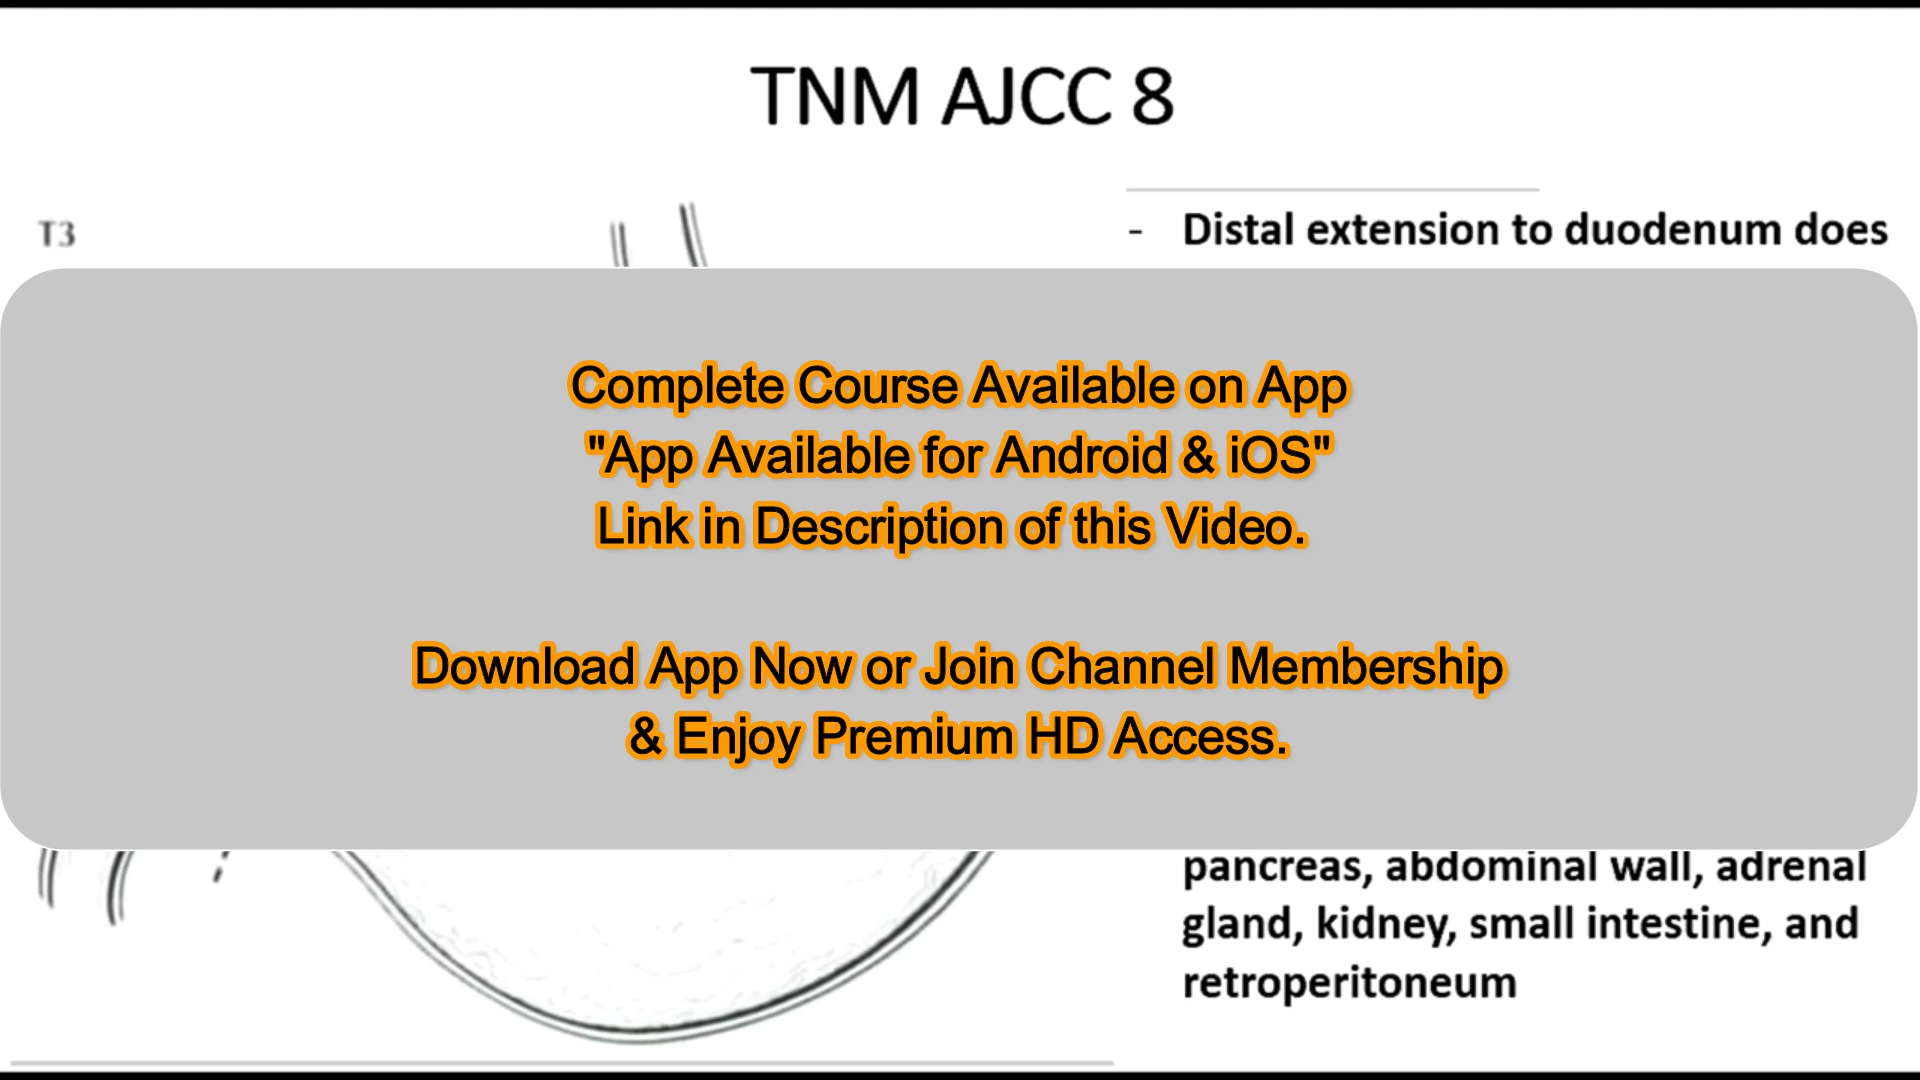 TNM AJCC 8
T3
- Distal extension to duodenum does
Complete Course Available on App
"App Available for Android & iOS"
Link in Description of this Video.
Download App Now or Join Channel Membership
& Enjoy Premium HD Access.
pancreas, abdominal wall, adrenal
gland, kidney, small intestine, and
retroperitoneum